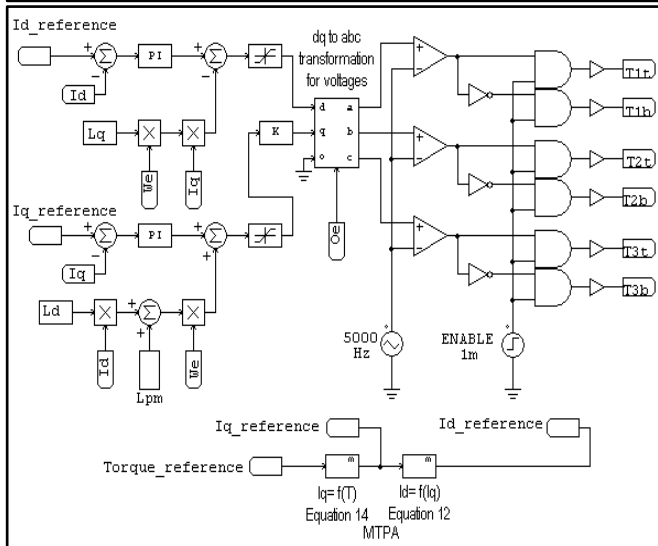 Id_reference
PI
Id
Lq
We
Iq
dq to abc
transformation
for voltages
d
q
o
a
b
c
K
Θe
Iq_reference
PI
Iq
Ld
Id
Lpm
We
5000
Hz
ENABLE
1m
T1t
T1b
T2t
T2b
T3t
T3b
Iq_reference
Id_reference
Torque_reference
m
m
Iq= f(T)
Equation 14
Id= f(Iq)
Equation 12
MTPA